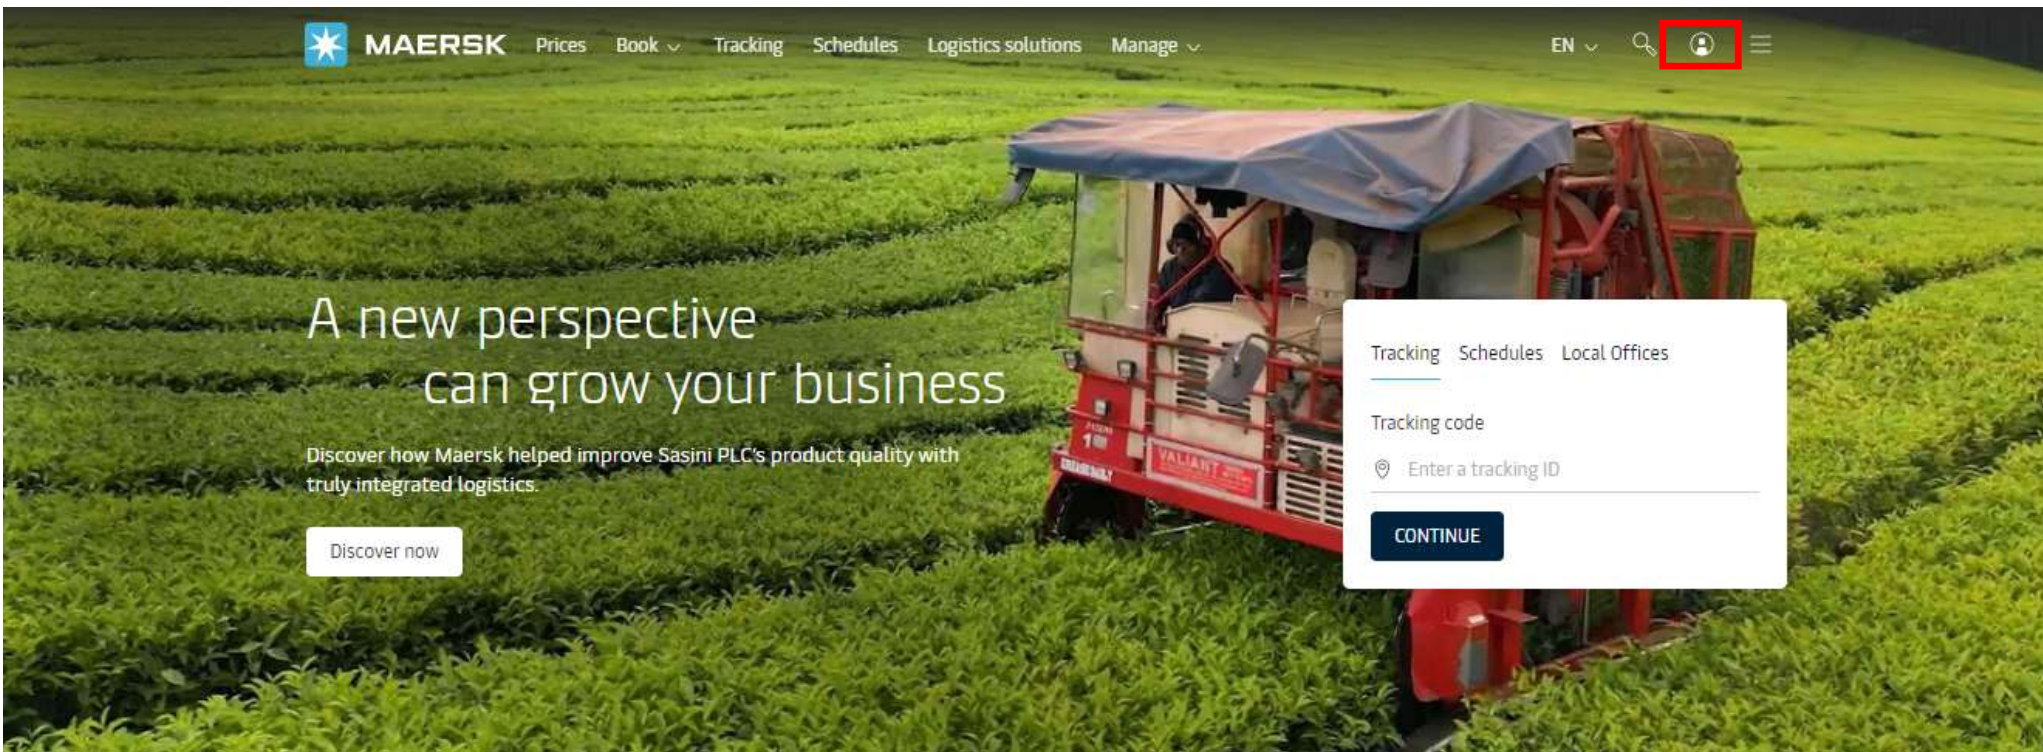 MAERSK Prices Book Tracking Schedules Logistics solutions Manage EN
A new perspective
can grow your business
Discover how Maersk helped improve Sasini PLC's product quality with
truly integrated logistics.
Discover now
Tracking Schedules Local Offices
Tracking code
Enter a tracking ID
CONTINUE
VALIANT
1